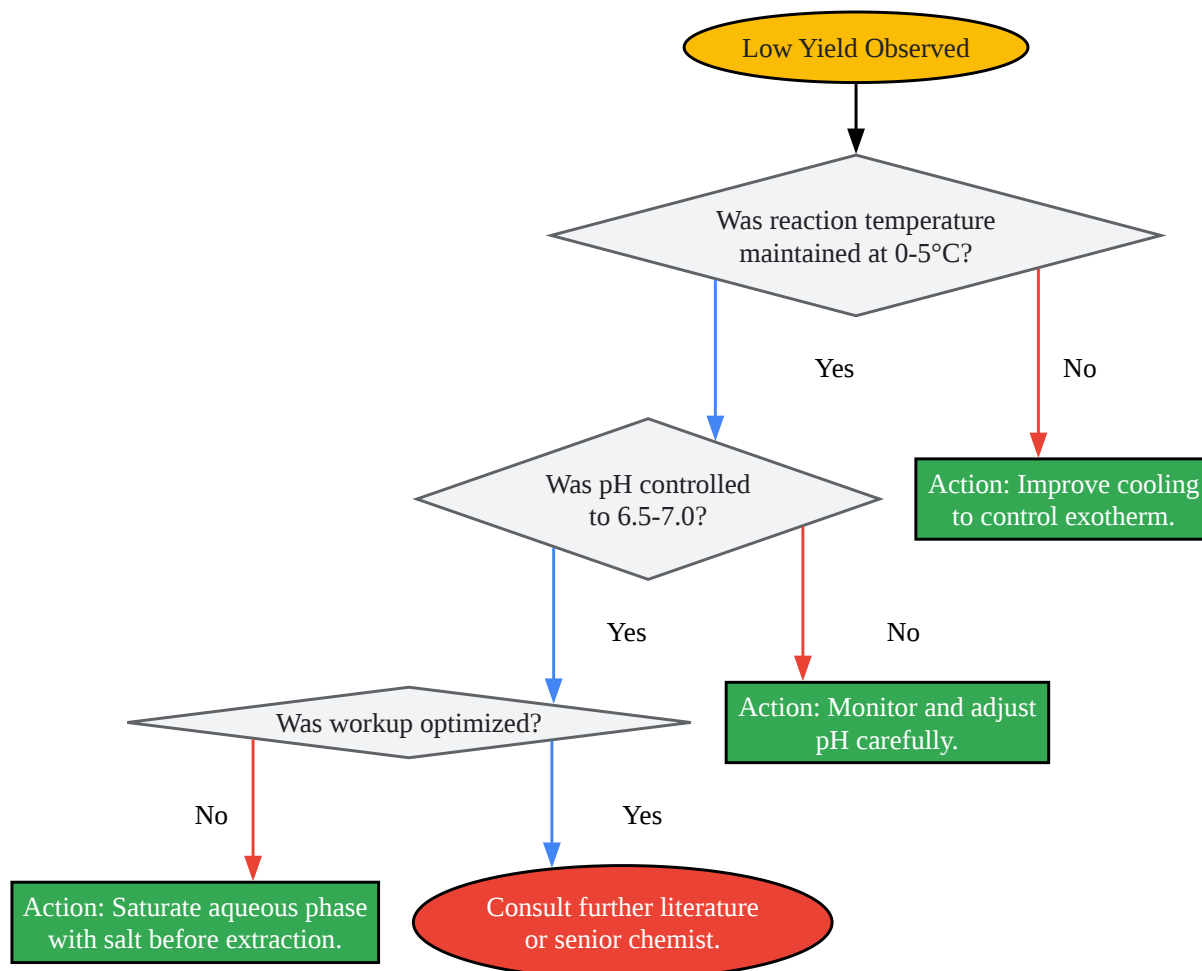 Low Yield Observed
Was reaction temperature
maintained at 0-5°C?
Yes
No
Was pH controlled
to 6.5-7.0?
Action: Improve cooling
to control exotherm.
Yes
No
Was workup optimized?
Action: Monitor and adjust
pH carefully.
No
Yes
Action: Saturate aqueous phase
with salt before extraction.
Consult further literature
or senior chemist.